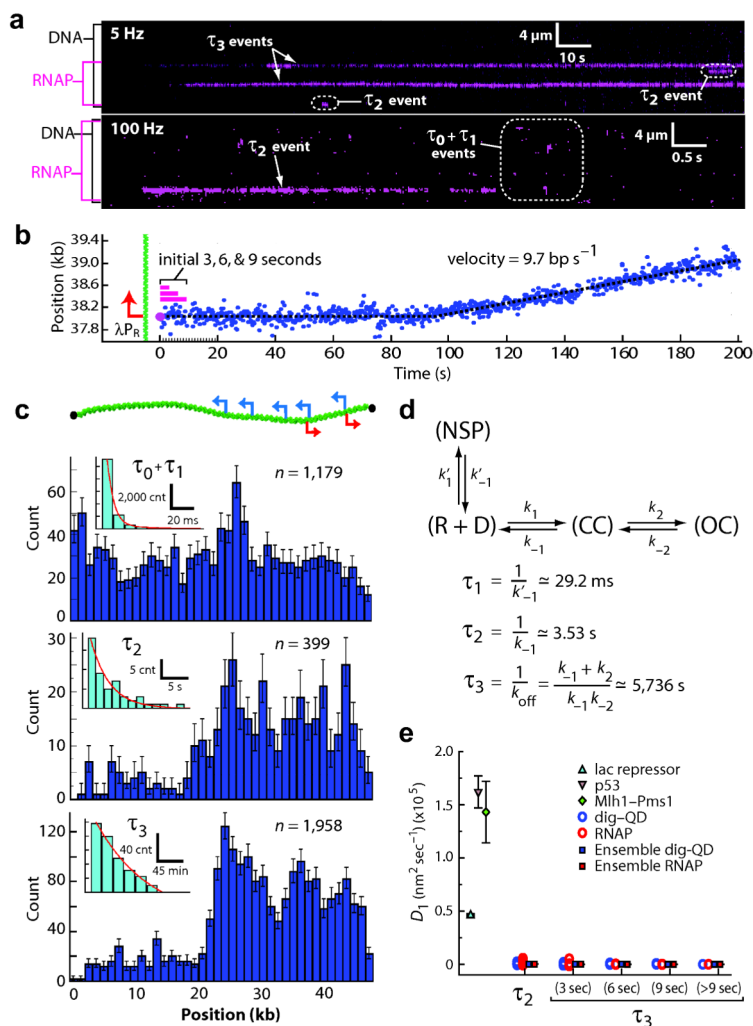 a
DNA
RNAP
5 Hz
τ3 events
4 μm
10 s
τ2 event
τ2 event
DNA
RNAP
100 Hz
τ2 event
τ0 + τ1
events
4 μm
0.5 s
b
Position (kb)
39.4
39.0
38.6
38.2
37.8
initial 3, 6, & 9 seconds
velocity = 9.7 bp s⁻¹
λPR
0 20 40 60 80 100 120 140 160 180 200
Time (s)
c
τ0 + τ1
n = 1,179
2,000 cnt
20 ms
Count
60
40
20
0
τ2
n = 399
5 cnt
5 s
Count
30
20
10
0
τ3
n = 1,958
40 cnt
45 min
Count
120
80
40
0
0 10 20 30 40
Position (kb)
d
(NSP)
k′1 k′-1
(R + D) k1 k-1 (CC) k2 k-2 (OC)
τ1 = 1/k′-1 ≃ 29.2 ms
τ2 = 1/k-1 ≃ 3.53 s
τ3 = 1/koff = (k-1 + k2)/(k-1 k-2) ≃ 5,736 s
e
D1 (nm² sec⁻¹) (x10⁵)
2.0
1.5
1.0
0.5
0
lac repressor
p53
Mlh1–Pms1
dig–QD
RNAP
Ensemble dig-QD
Ensemble RNAP
τ2
(3 sec) (6 sec) (9 sec) (>9 sec)
τ3